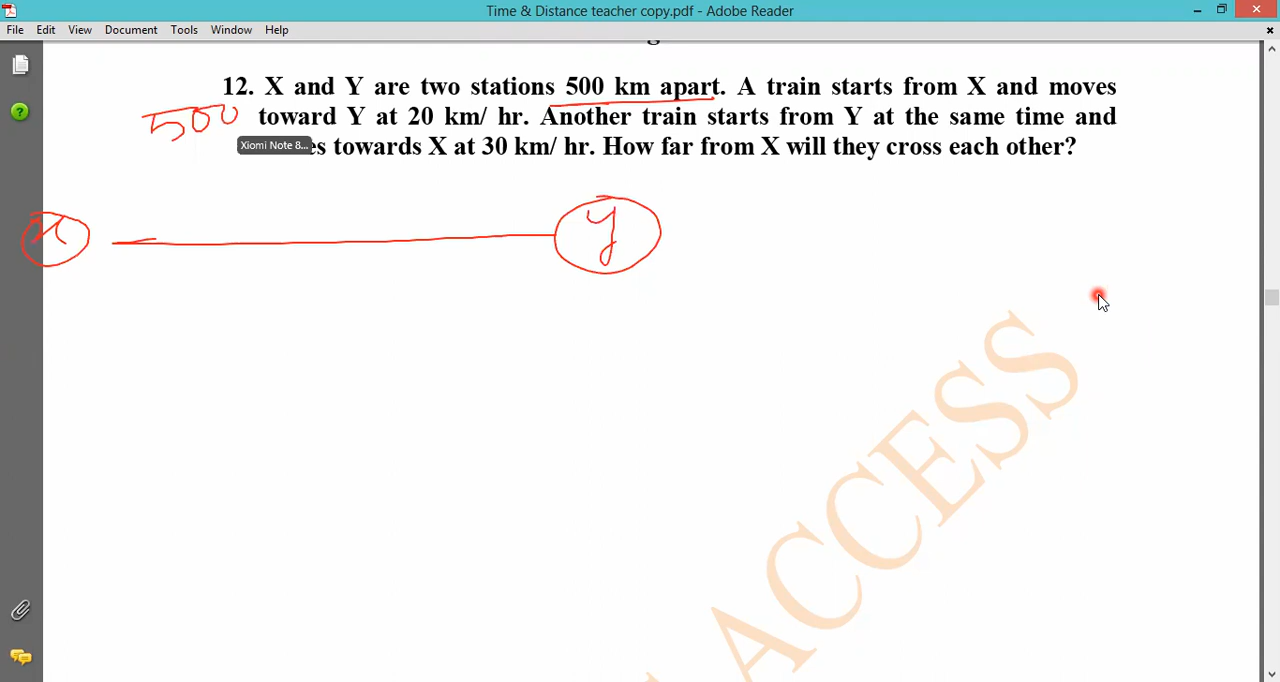 Time & Distance teacher copy.pdf - Adobe Reader
File Edit View Document Tools Window Help
12. X and Y are two stations 500 km apart. A train starts from X and moves
500 toward Y at 20 km/ hr. Another train starts from Y at the same time and
Xiomi Note 8... es towards X at 30 km/ hr. How far from X will they cross each other?
x y
ACCESS